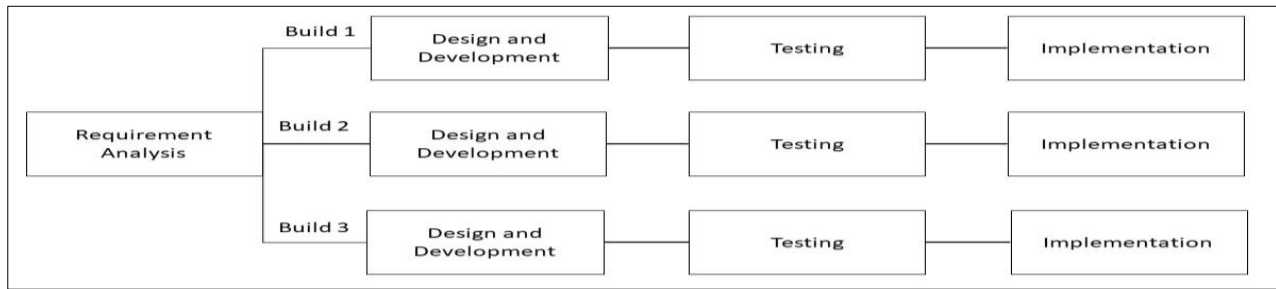 Build 1
Design and
Development
Testing
Implementation
Requirement
Analysis
Build 2
Design and
Development
Testing
Implementation
Build 3
Design and
Development
Testing
Implementation